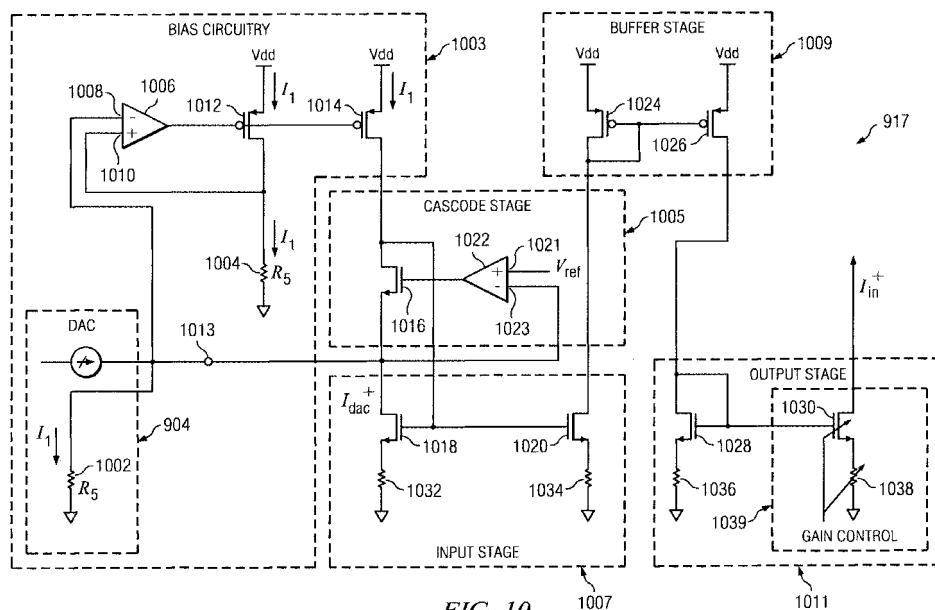 BIAS CIRCUITRY
1003
Vdd
Vdd
I1
I1
1008
1006
1012
1014
-
+
1010
I1
1004
R5
DAC
1013
I1
904
1002
R5
BUFFER STAGE
1009
Vdd
Vdd
1024
1026
917
CASCODE STAGE
1005
1022
1021
+
-
Vref
1016
1023
Iin+
Idac+
1018
1020
1032
1034
INPUT STAGE
1007
OUTPUT STAGE
1030
1028
1036
1038
1039
GAIN CONTROL
1011
FIG. 10